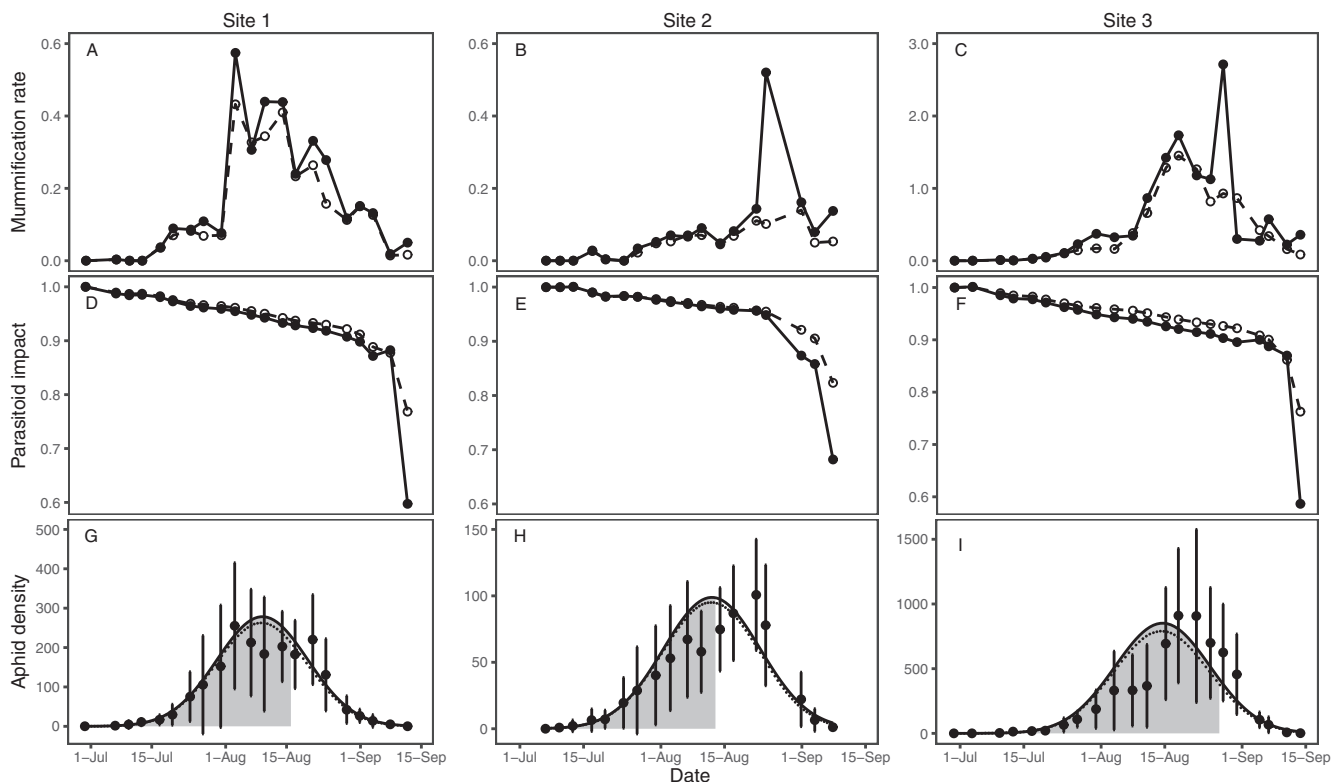 Site 1
Site 2
Site 3
Mummification rate
A
0.6
0.4
0.2
0.0
B
0.6
0.4
0.2
0.0
C
3.0
2.0
1.0
0.0
Parasitoid impact
D
1.0
0.9
0.8
0.7
0.6
E
1.0
0.9
0.8
0.7
0.6
F
1.0
0.9
0.8
0.7
0.6
Aphid density
G
500
400
300
200
100
0
H
150
100
50
0
I
1500
1000
500
0
1–Jul 15–Jul 1–Aug 15–Aug 1–Sep 15–Sep
1–Jul 15–Jul 1–Aug 15–Aug 1–Sep 15–Sep
1–Jul 15–Jul 1–Aug 15–Aug 1–Sep 15–Sep
Date